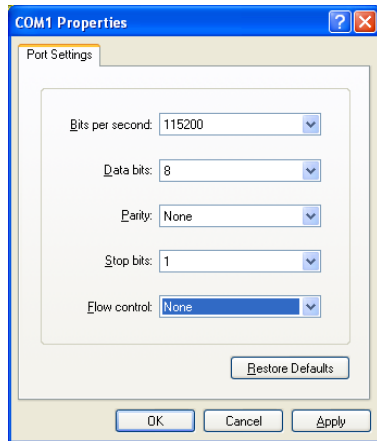 COM1 Properties
Port Settings
Bits per second: 115200
Data bits: 8
Parity: None
Stop bits: 1
Flow control: None
Restore Defaults
OK Cancel Apply